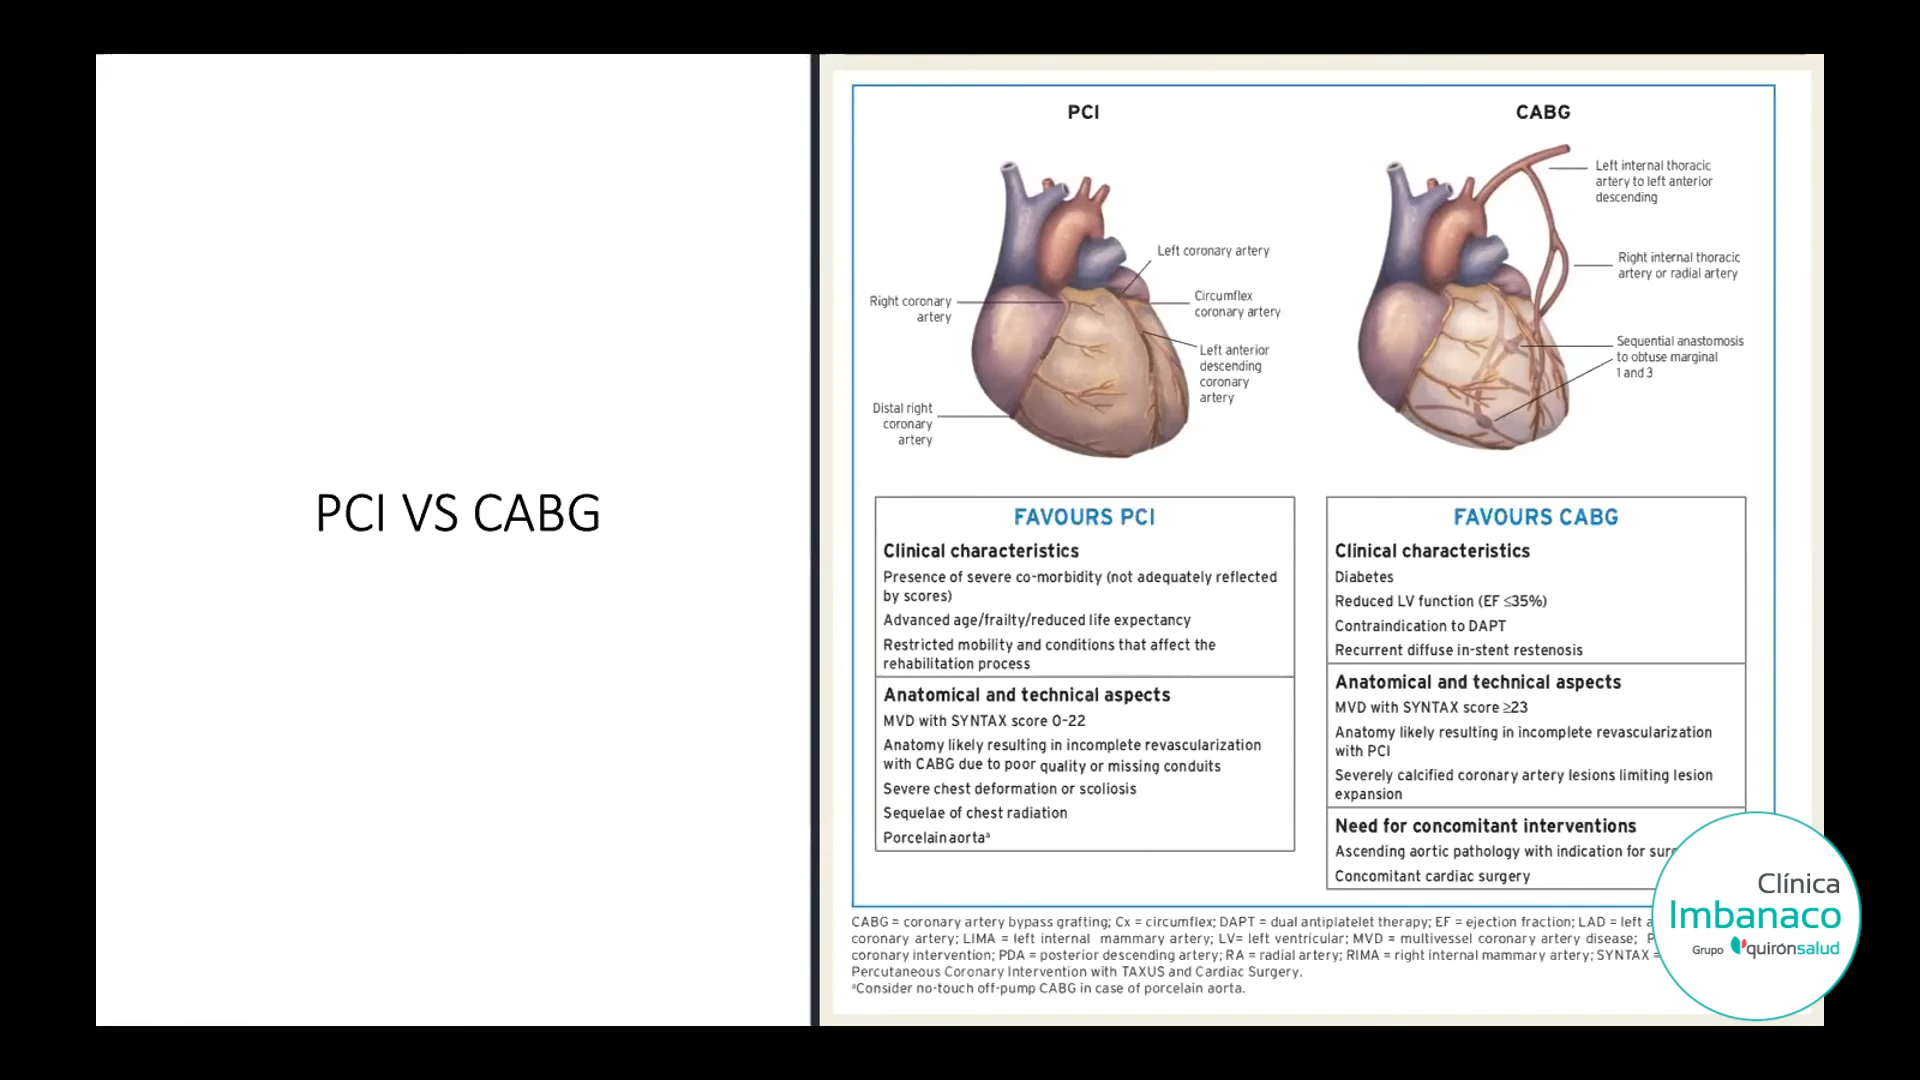 PCI VS CABG
PCI
CABG
Left internal thoracic
artery to left anterior
descending
Left coronary artery
Right internal thoracic
artery or radial artery
Right coronary
artery
Circumflex
coronary artery
Sequential anastomosis
to obtuse marginal
1 and 3
Left anterior
descending
coronary
artery
Distal right
coronary
artery
FAVOURS PCI
Clinical characteristics
Presence of severe co-morbidity (not adequately reflected
by scores)
Advanced age/frailty/reduced life expectancy
Restricted mobility and conditions that affect the
rehabilitation process
Anatomical and technical aspects
MVD with SYNTAX score 0-22
Anatomy likely resulting in incomplete revascularization
with CABG due to poor quality or missing conduits
Severe chest deformation or scoliosis
Sequelae of chest radiation
Porcelain aortaª
FAVOURS CABG
Clinical characteristics
Diabetes
Reduced LV function (EF ≤35%)
Contraindication to DAPT
Recurrent diffuse in-stent restenosis
Anatomical and technical aspects
MVD with SYNTAX score ≥23
Anatomy likely resulting in incomplete revascularization
with PCI
Severely calcified coronary artery lesions limiting lesion
expansion
Need for concomitant interventions
Ascending aortic pathology with indication for
Concomitant cardiac surgery
CABG = coronary artery bypass grafting; Cx = circumflex; DAPT = dual antiplatelet therapy; EF = ejection fraction; LAD = left
coronary artery; LIMA = left internal mammary artery; LV= left ventricular; MVD = multivessel coronary artery disease;
coronary intervention; PDA = posterior descending artery; RA = radial artery; RIMA = right internal mammary artery; SYNTAX =
Percutaneous Coronary Intervention with TAXUS and Cardiac Surgery.
ªConsider no-touch off-pump CABG in case of porcelain aorta.
Clínica
Imbanaco
Grupo quirónsalud